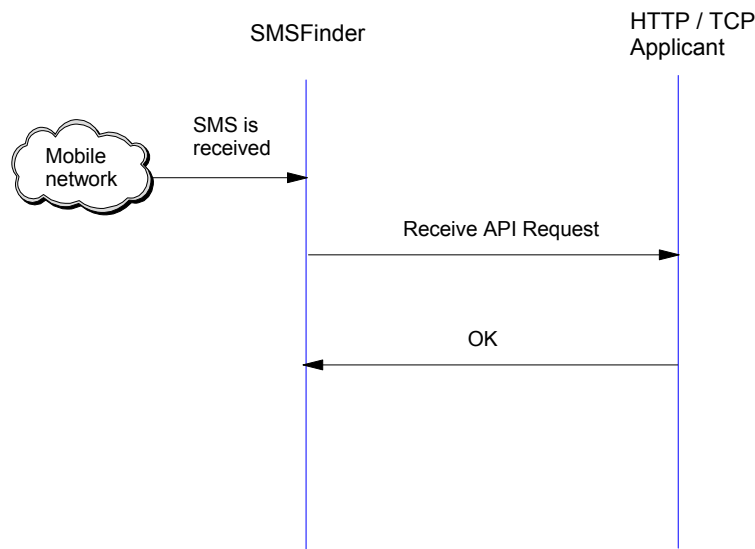 SMSFinder
HTTP / TCP
Applicant
SMS is
received
Mobile
network
Receive API Request
OK